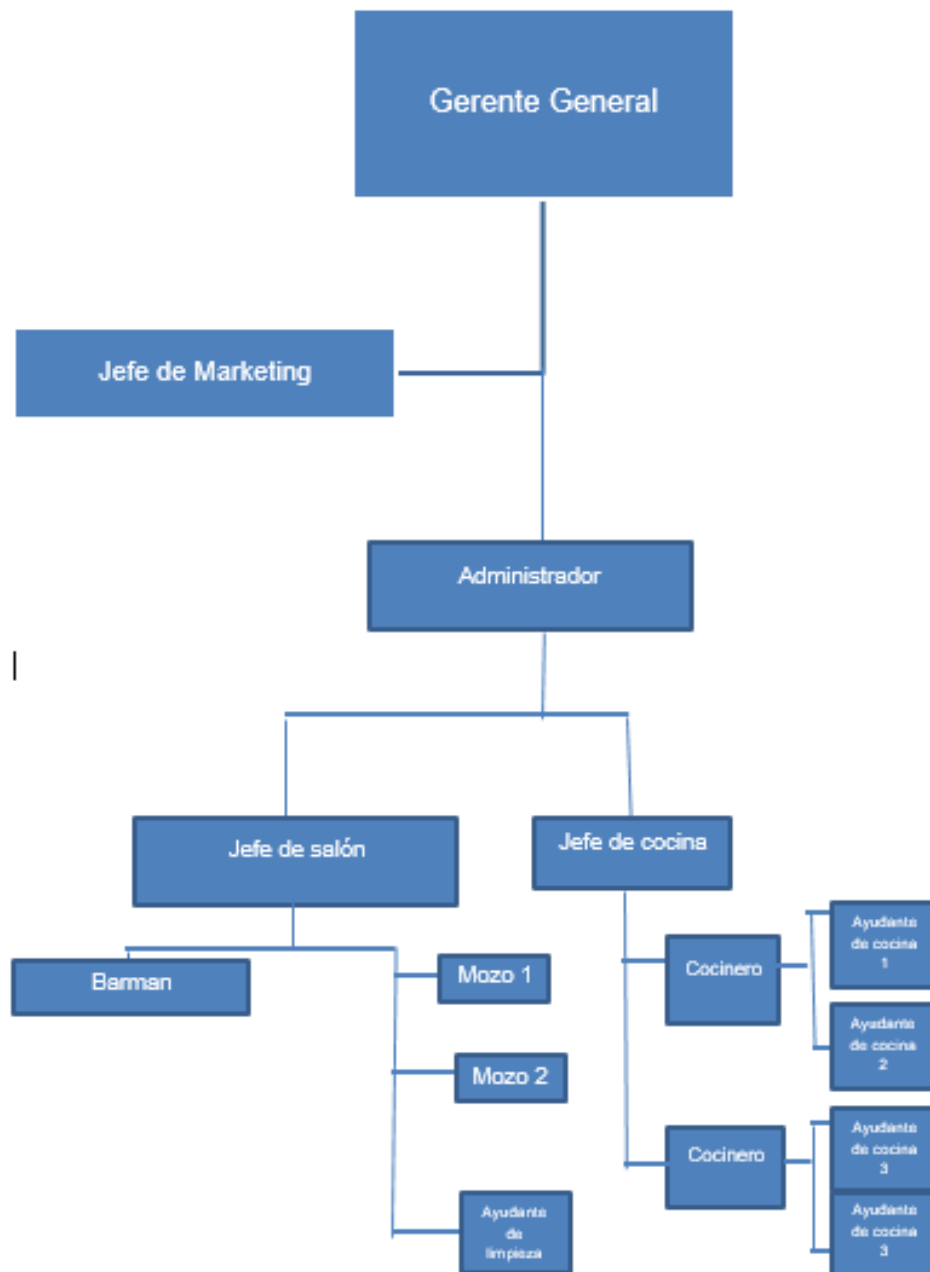 Gerente General
Jefe de Marketing
Administrador
Jefe de salón
Jefe de cocina
Barman
Mozo 1
Mozo 2
Ayudante
de
limpieza
Cocinero
Ayudante
de cocina
1
Ayudante
de cocina
2
Cocinero
Ayudante
de cocina
3
Ayudante
de cocina
3